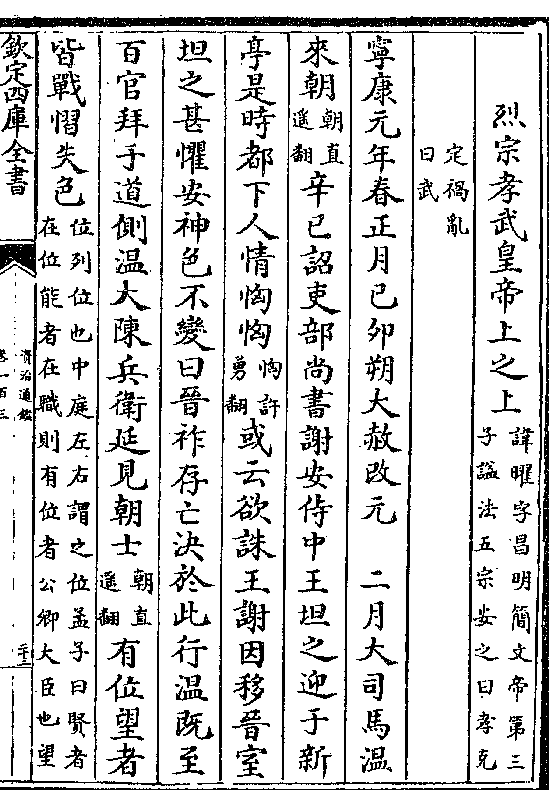 烈宗孝武皇帝上之上諱曜字昌明簡文帝第三
子謚法五宗安之曰孝克
定禍亂
曰武
寧康元年春正月己卯朔大赦改元　二月大司馬温
來朝朝直
遥翻辛巳詔吏部尚書謝安侍中王坦之迎于新
亭是時都下人情恟恟恟許
勇翻或云欲誅王謝因移晉室
坦之甚懼安神色不變曰晉祚存亡決於此行温既至
百官拜于道側温大陳兵衛延見朝士朝直
遥翻有位望者
皆戰慴失色位列位也中庭左右謂之位孟子曰賢者
在位能者在職則有位者公卿大臣也望
欽定四庫全書
資治通鑑
卷一百三